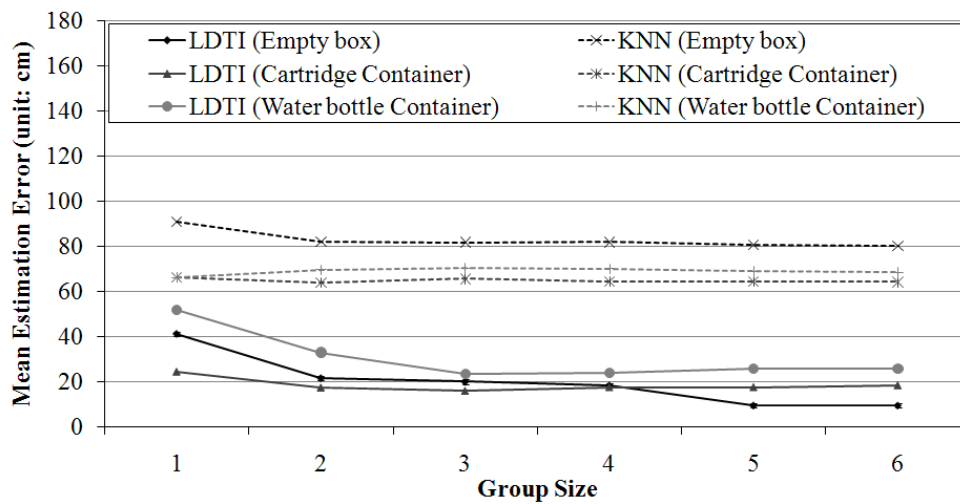 180
160
140
120
100
80
60
40
20
0
Mean Estimation Error (unit: cm)
LDTI (Empty box)
KNN (Empty box)
LDTI (Cartridge Container)
KNN (Cartridge Container)
LDTI (Water bottle Container)
KNN (Water bottle Container)
1 2 3 4 5 6
Group Size